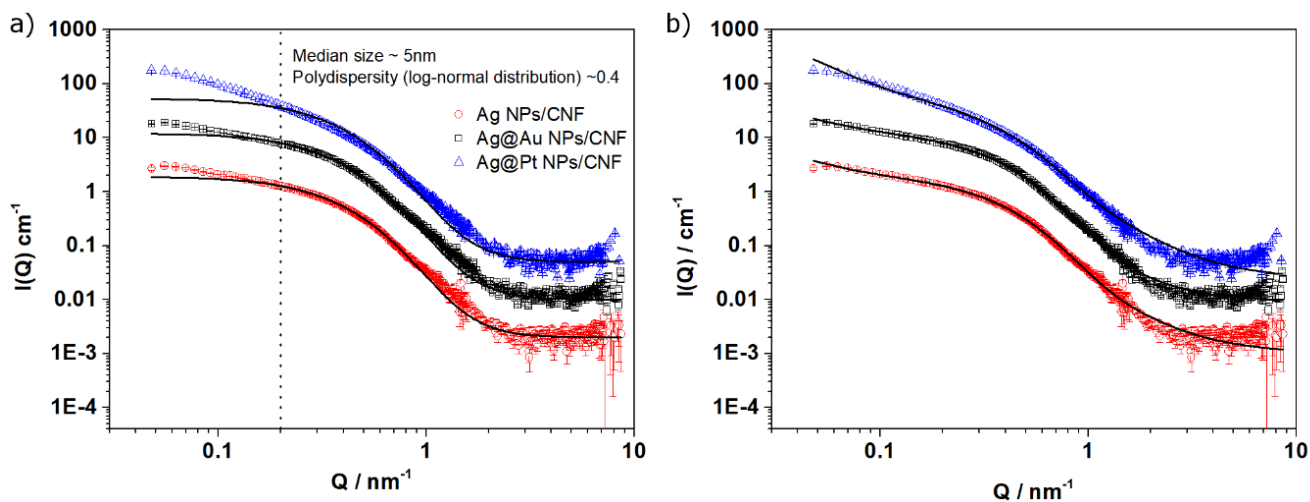 a)
1000
100
10
1
0.1
0.01
1E-3
1E-4
I(Q) cm⁻¹
Median size ~ 5nm
Polydispersity (log-normal distribution) ~0.4
Ag NPs/CNF
Ag@Au NPs/CNF
Ag@Pt NPs/CNF
0.1
1
10
Q / nm⁻¹
b)
1000
100
10
1
0.1
0.01
1E-3
1E-4
I(Q) / cm⁻¹
0.1
1
10
Q / nm⁻¹